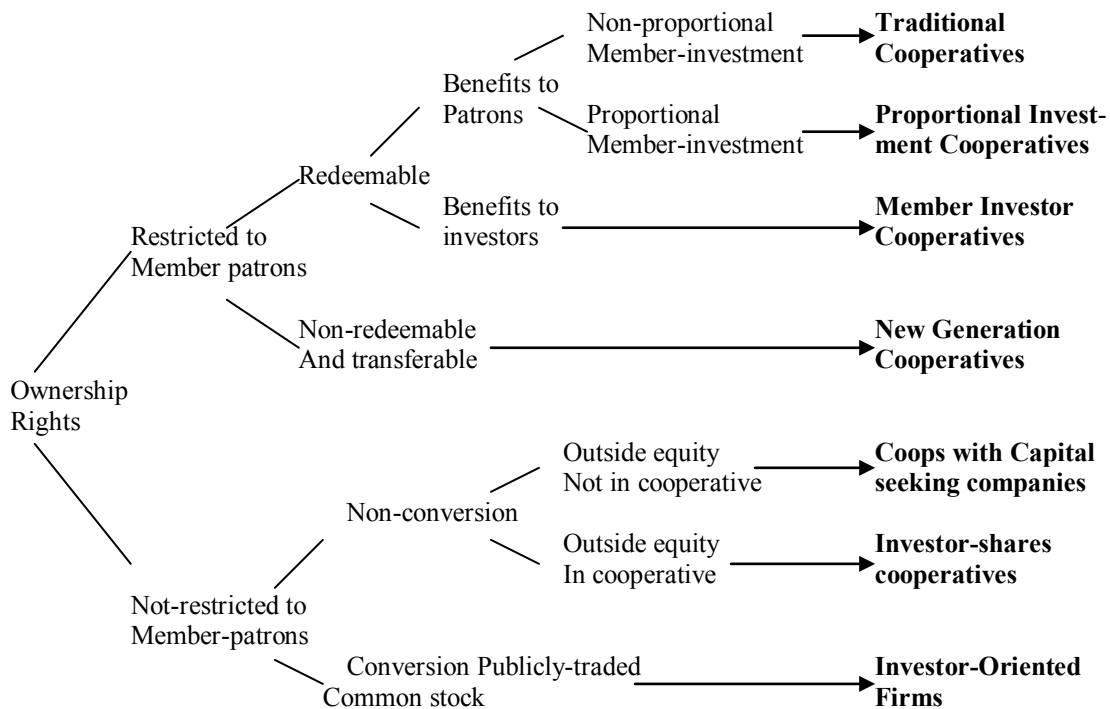 Non-proportional
Member-investment
Traditional
Cooperatives
Benefits to
Patrons
Proportional
Member-investment
Proportional Invest-
ment Cooperatives
Redeemable
Benefits to
investors
Member Investor
Cooperatives
Restricted to
Member patrons
Non-redeemable
And transferable
New Generation
Cooperatives
Ownership
Rights
Outside equity
Not in cooperative
Coops with Capital
seeking companies
Non-conversion
Outside equity
In cooperative
Investor-shares
cooperatives
Not-restricted to
Member-patrons
Conversion Publicly-traded
Common stock
Investor-Oriented
Firms